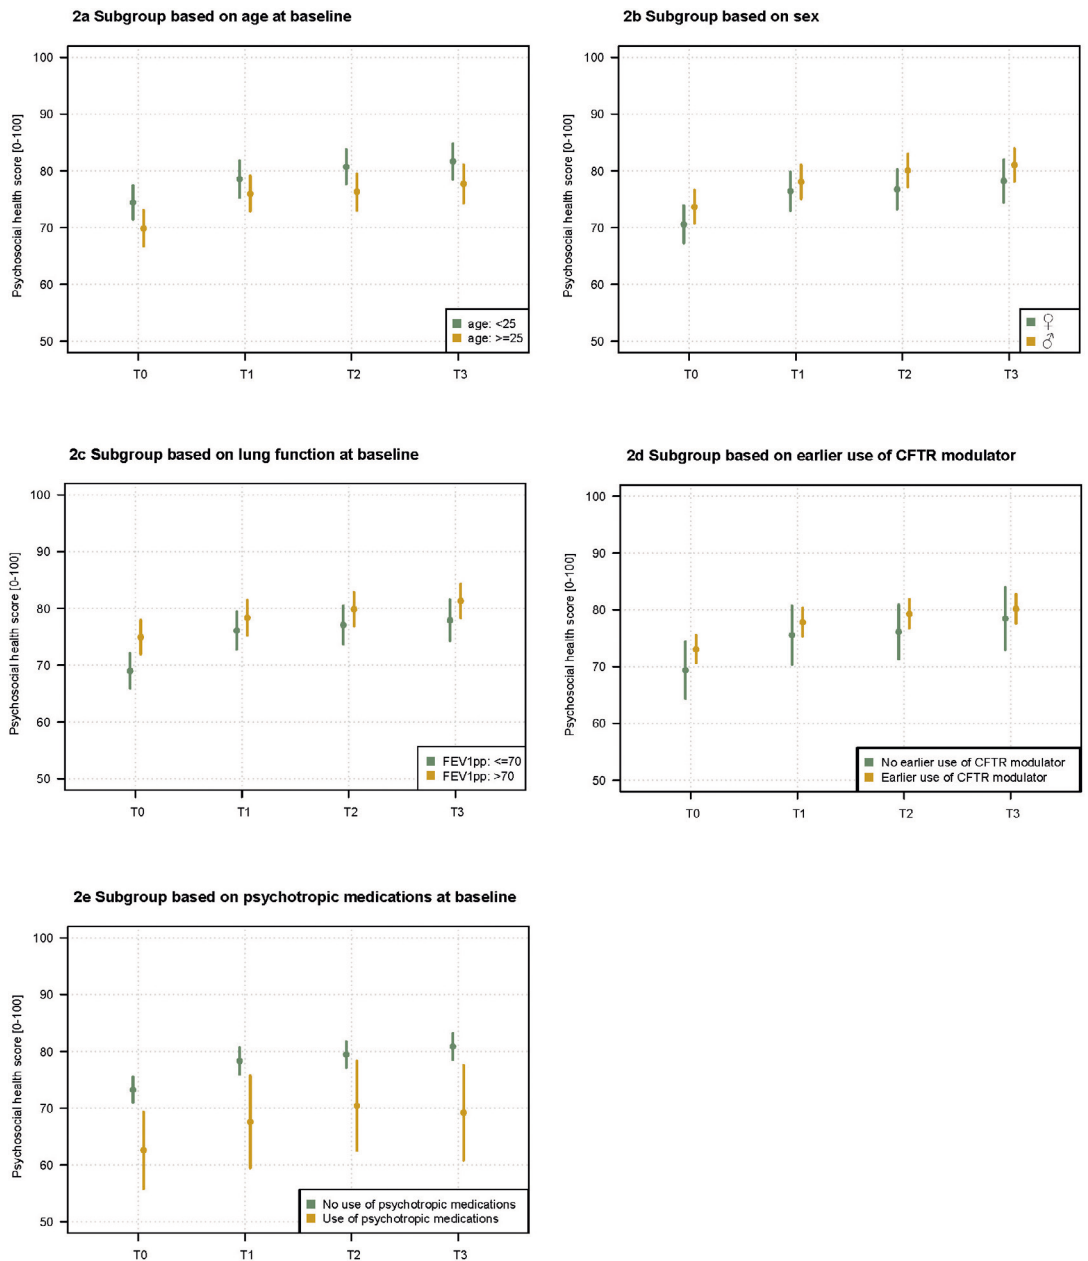 2a Subgroup based on age at baseline
Psychosocial health score [0-100]
100
90
80
70
60
50
age: <25
age: >=25
T0 T1 T2 T3
2b Subgroup based on sex
Psychosocial health score [0-100]
100
90
80
70
60
50
♀
♂
T0 T1 T2 T3
2c Subgroup based on lung function at baseline
Psychosocial health score [0-100]
100
90
80
70
60
50
FEV1pp: <=70
FEV1pp: >70
T0 T1 T2 T3
2d Subgroup based on earlier use of CFTR modulator
Psychosocial health score [0-100]
100
90
80
70
60
50
No earlier use of CFTR modulator
Earlier use of CFTR modulator
T0 T1 T2 T3
2e Subgroup based on psychotropic medications at baseline
Psychosocial health score [0-100]
100
90
80
70
60
50
No use of psychotropic medications
Use of psychotropic medications
T0 T1 T2 T3